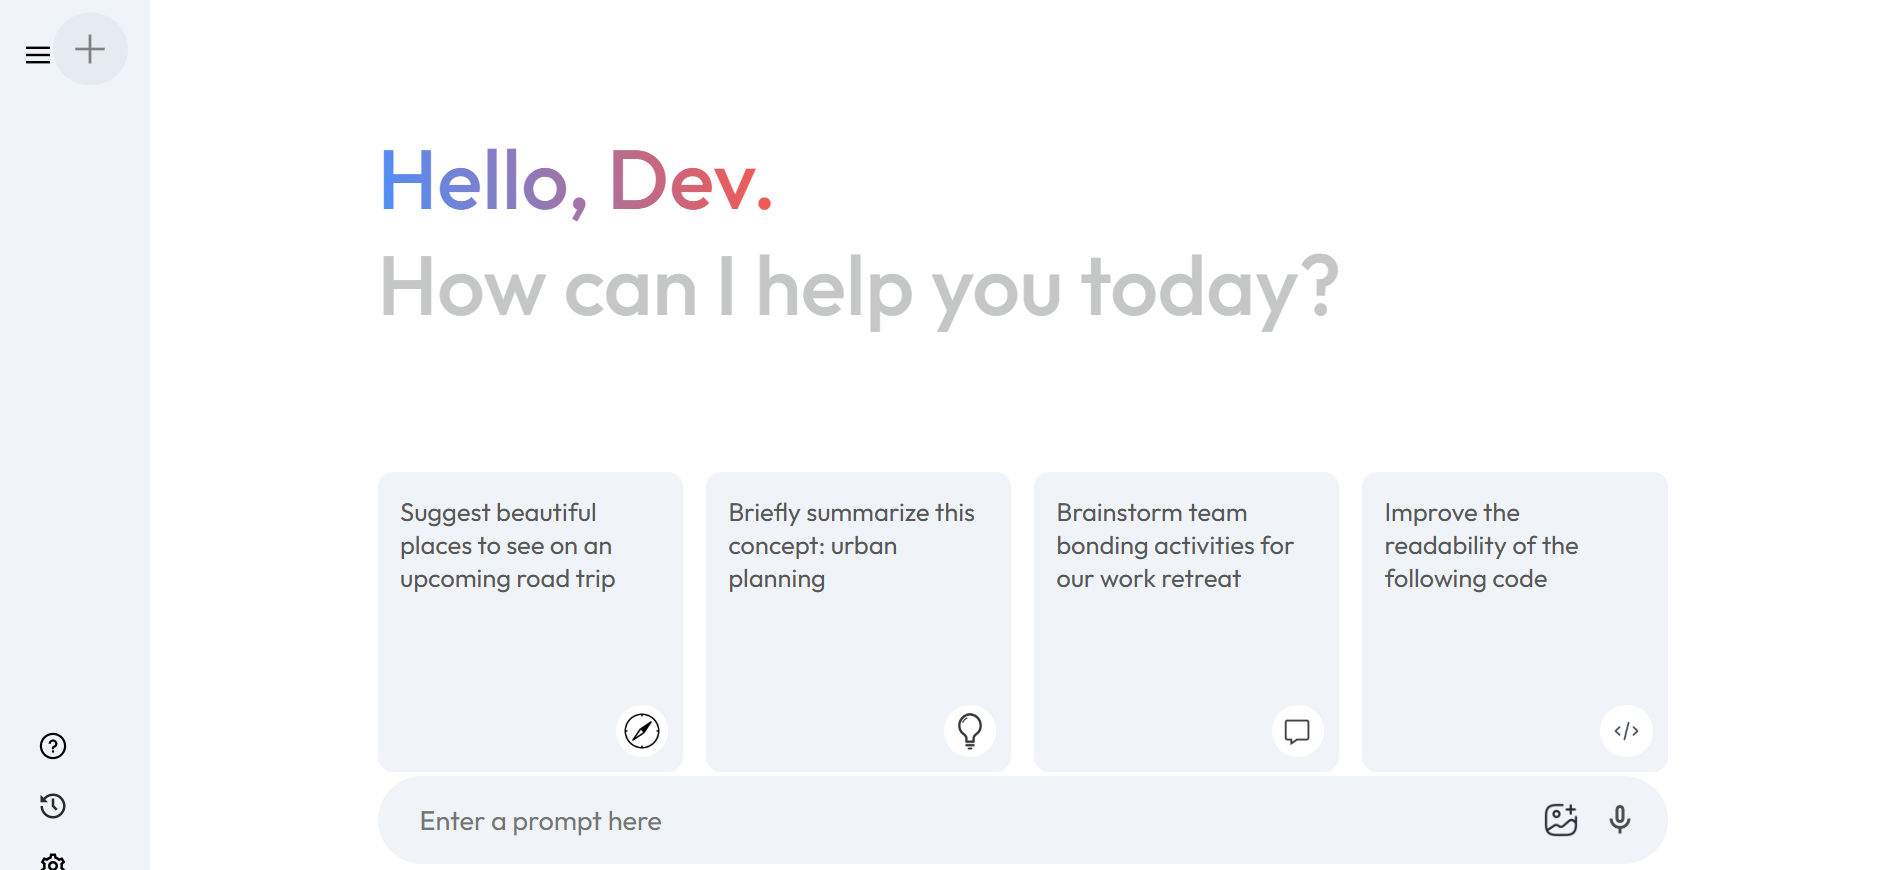 Hello, Dev.
How can I help you today?
Suggest beautiful
places to see on an
upcoming road trip
Briefly summarize this
concept: urban
planning
Brainstorm team
bonding activities for
our work retreat
Improve the
readability of the
following code
Enter a prompt here